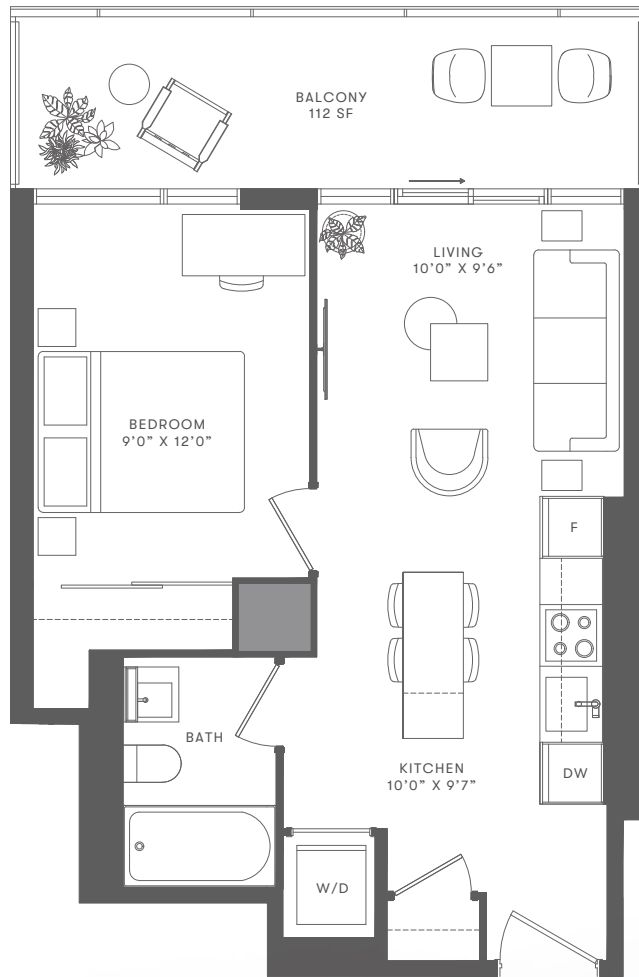 BALCONY
112 SF
LIVING
10'0" X 9'6"
BEDROOM
9'0" X 12'0"
F
BATH
KITCHEN
10'0" X 9'7"
DW
W/D